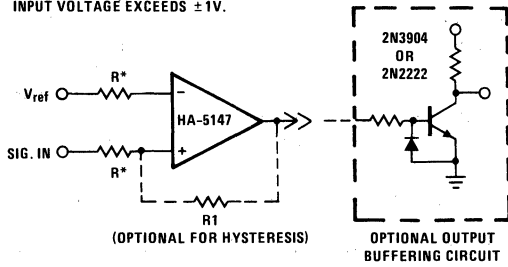 INPUT VOLTAGE EXCEEDS ±1V.
2N3904
OR
2N2222
Vref
R*
−
HA-5147
SIG. IN
R*
+
R1
(OPTIONAL FOR HYSTERESIS)
OPTIONAL OUTPUT
BUFFERING CIRCUIT